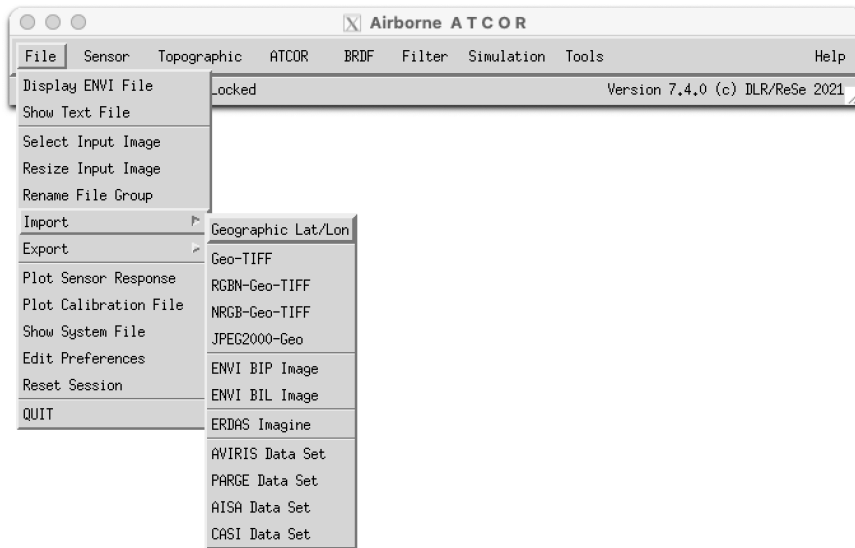 Airborne ATCOR
File Sensor Topographic ATCOR BRDF Filter Simulation Tools Help
Locked Version 7.4.0 (c) DLR/ReSe 2021
Display ENVI File
Show Text File
Select Input Image
Resize Input Image
Rename File Group
Import
Export
Plot Sensor Response
Plot Calibration File
Show System File
Edit Preferences
Reset Session
QUIT
Geographic Lat/Lon
Geo-TIFF
RGBN-Geo-TIFF
NRGB-Geo-TIFF
JPEG2000-Geo
ENVI BIP Image
ENVI BIL Image
ERDAS Imagine
AVIRIS Data Set
PARGE Data Set
AISA Data Set
CASI Data Set